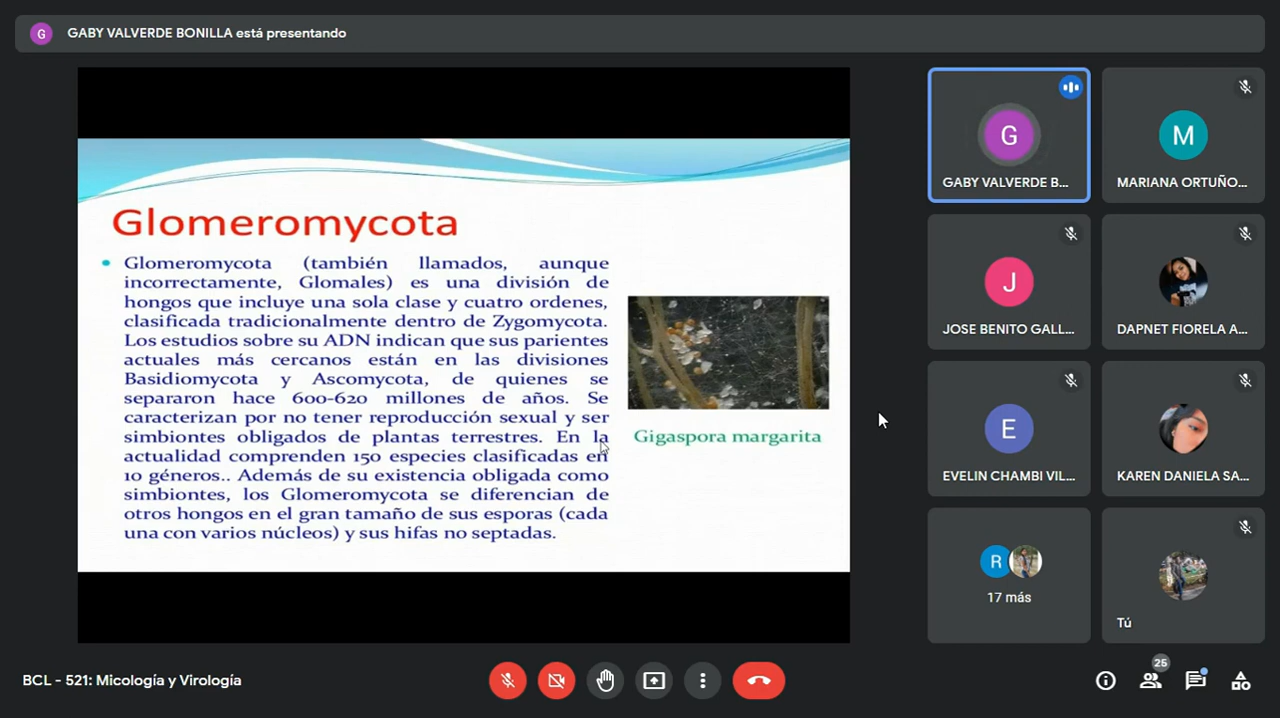 G GABY VALVERDE BONILLA está presentando
Glomeromycota
Glomeromycota (también llamados, aunque
incorrectamente, Glomales) es una división de
hongos que incluye una sola clase y cuatro ordenes,
clasificada tradicionalmente dentro de Zygomycota.
Los estudios sobre su ADN indican que sus parientes
actuales más cercanos están en las divisiones
Basidiomycota y Ascomycota, de quienes se
separaron hace 600-620 millones de años. Se
caracterizan por no tener reproducción sexual y ser
simbiontes obligados de plantas terrestres. En la
actualidad comprenden 150 especies clasificadas en
10 géneros.. Además de su existencia obligada como
simbiontes, los Glomeromycota se diferencian de
otros hongos en el gran tamaño de sus esporas (cada
una con varios núcleos) y sus hifas no septadas.
Gigaspora margarita
G
GABY VALVERDE B...
M
MARIANA ORTUÑO...
J
JOSE BENITO GALL...
DAPNET FIORELA A...
E
EVELIN CHAMBI VIL...
KAREN DANIELA SA...
R
17 más
Tú
BCL - 521: Micología y Virología
25